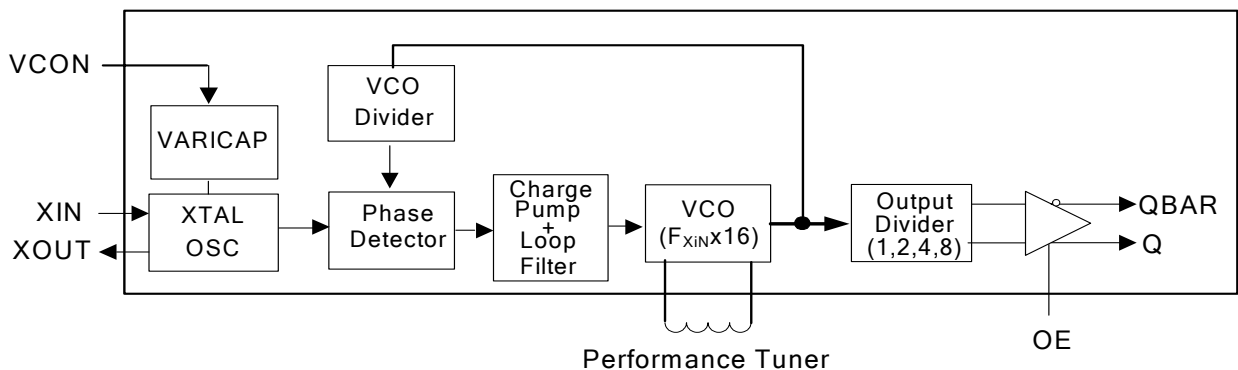 VCON
VARICAP
XIN
XOUT
XTAL
OSC
VCO
Divider
Phase
Detector
Charge
Pump
+
Loop
Filter
VCO
(FXiNx16)
Output
Divider
(1,2,4,8)
QBAR
Q
OE
Performance Tuner